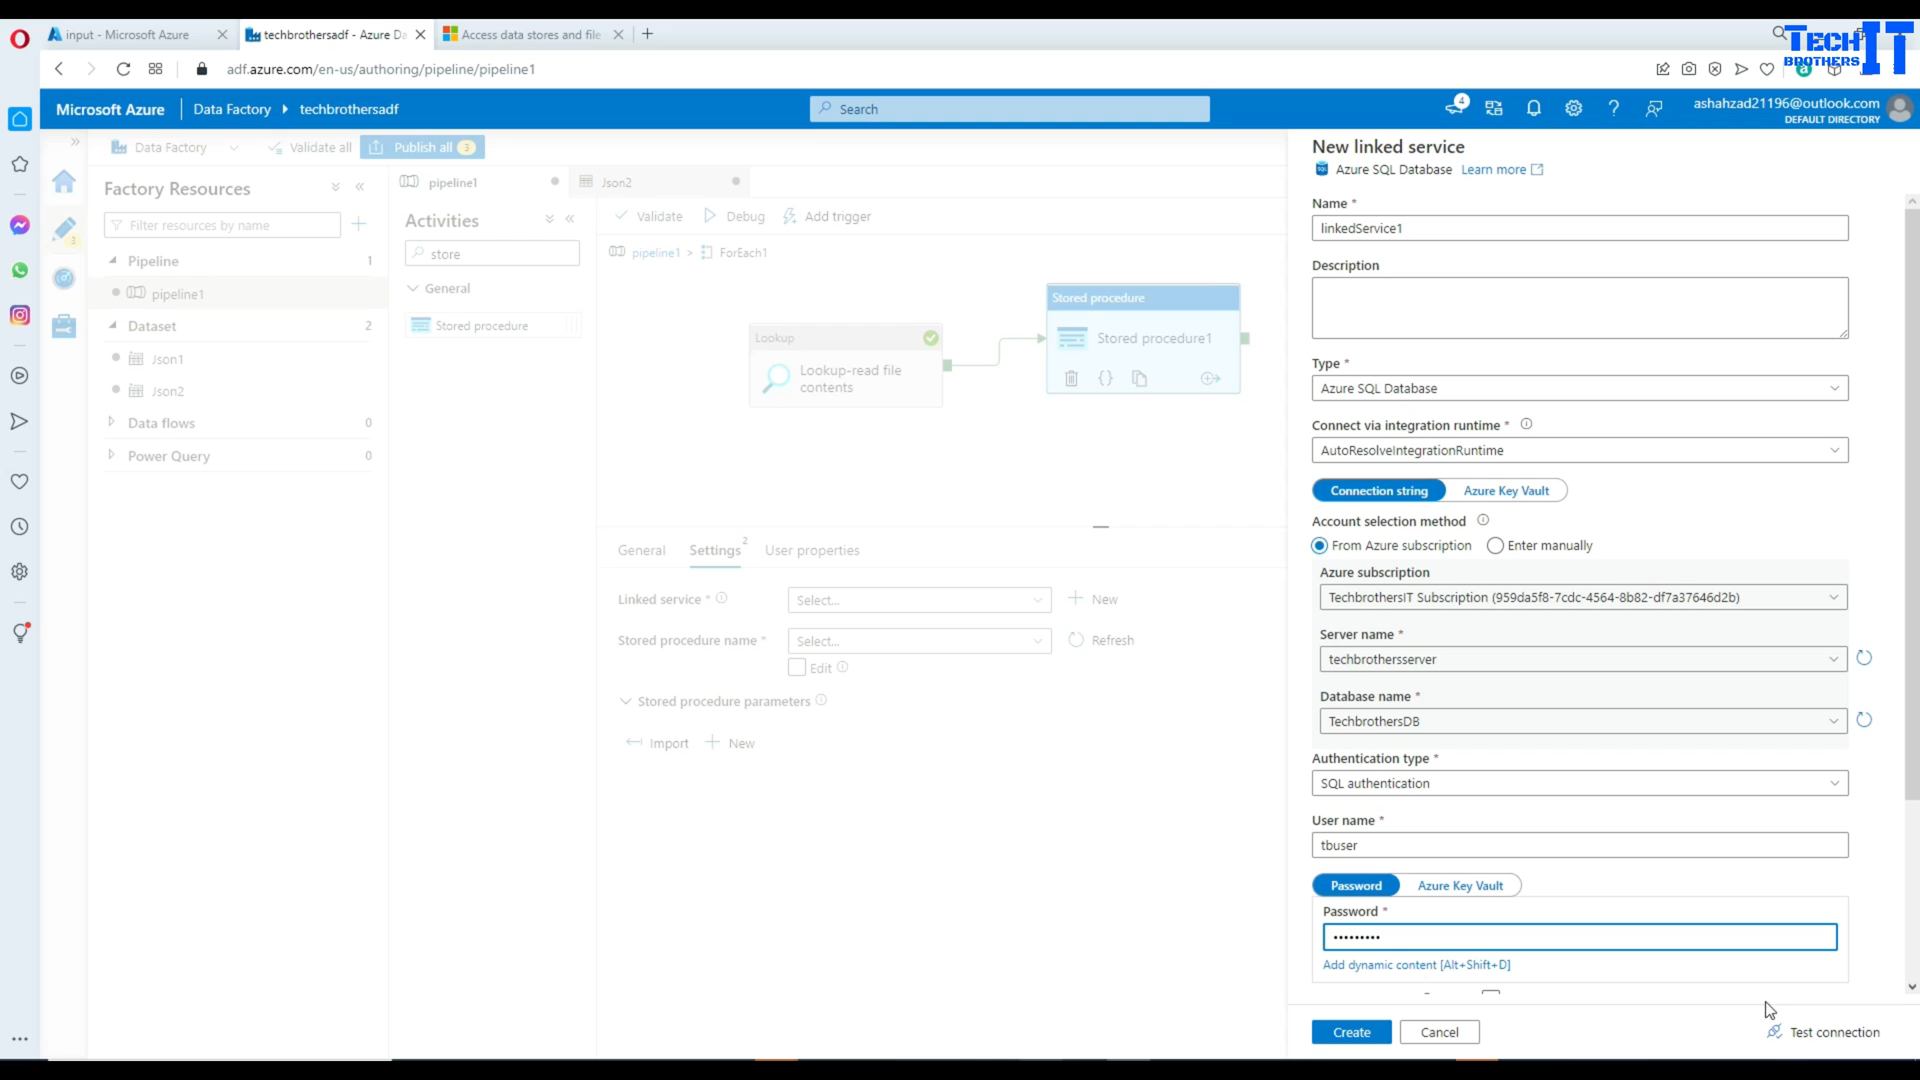 input - Microsoft Azure
techbrothersadf - Azure Da
Access data stores and file
TECH IT
BROTHERS
adf.azure.com/en-us/authoring/pipeline/pipeline1
a
Microsoft Azure
Data Factory
techbrothersadf
Search
4
ashahzad21196@outlook.com
DEFAULT DIRECTORY
Data Factory
Validate all
Publish all 3
Factory Resources
Filter resources by name
3
Pipeline 1
pipeline1
Dataset 2
Json1
Json2
Data flows 0
Power Query 0
pipeline1
Json2
Activities
store
General
Stored procedure
Validate
Debug
Add trigger
pipeline1 > ForEach1
Lookup
Lookup-read file
contents
Stored procedure
Stored procedure1
{}
General
Settings 2
User properties
Linked service *
Select...
New
Stored procedure name *
Select...
Refresh
Edit
Stored procedure parameters
Import
New
New linked service
Azure SQL Database Learn more
Name *
linkedService1
Description
Type *
Azure SQL Database
Connect via integration runtime *
AutoResolveIntegrationRuntime
Connection string
Azure Key Vault
Account selection method
From Azure subscription
Enter manually
Azure subscription
TechbrothersIT Subscription (959da5f8-7cdc-4564-8b82-df7a37646d2b)
Server name *
techbrothersserver
Database name *
TechbrothersDB
Authentication type *
SQL authentication
User name *
tbuser
Password
Azure Key Vault
Password *
•••••••••
Add dynamic content [Alt+Shift+D]
Create
Cancel
Test connection